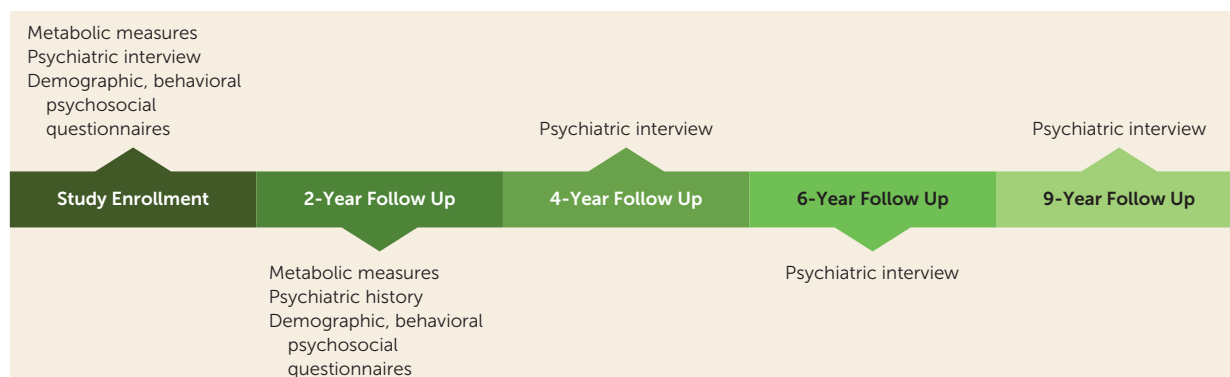 Metabolic measures
Psychiatric interview
Demographic, behavioral
psychosocial
questionnaires
Psychiatric interview
Psychiatric interview
Study Enrollment
2-Year Follow Up
4-Year Follow Up
6-Year Follow Up
9-Year Follow Up
Metabolic measures
Psychiatric history
Demographic, behavioral
psychosocial
questionnaires
Psychiatric interview